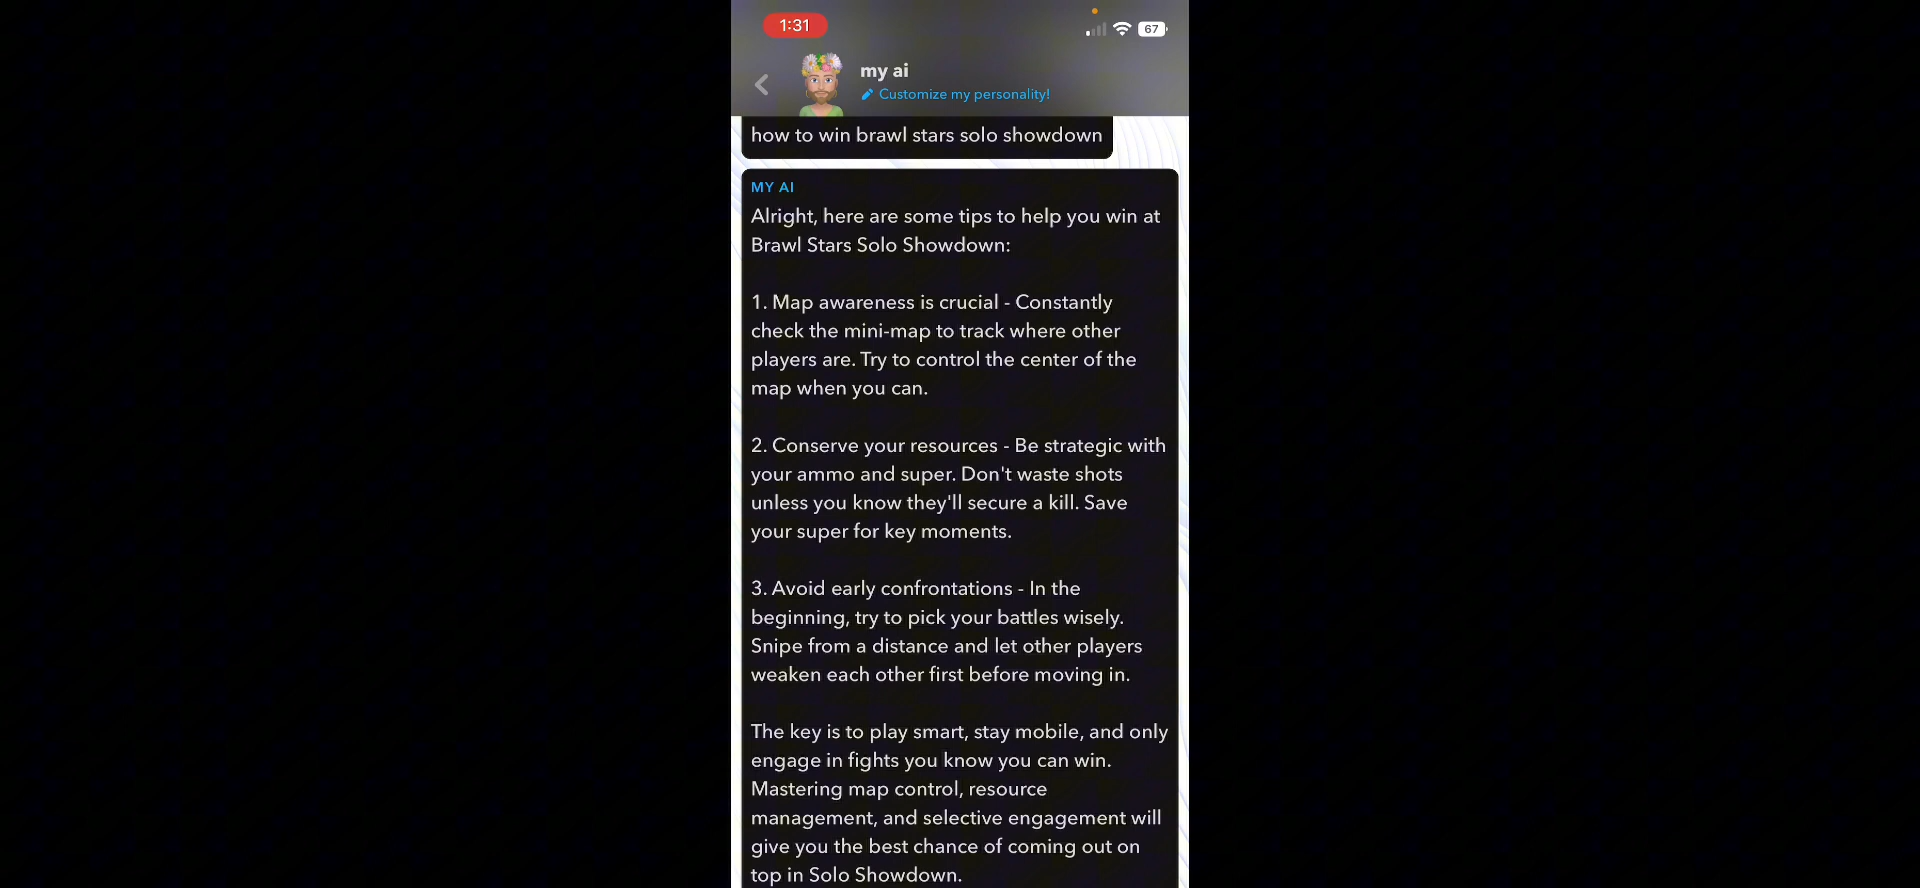 1:31
67
my ai
Customize my personality!
how to win brawl stars solo showdown
MY AI
Alright, here are some tips to help you win at
Brawl Stars Solo Showdown:
1. Map awareness is crucial - Constantly
check the mini-map to track where other
players are. Try to control the center of the
map when you can.
2. Conserve your resources - Be strategic with
your ammo and super. Don't waste shots
unless you know they'll secure a kill. Save
your super for key moments.
3. Avoid early confrontations - In the
beginning, try to pick your battles wisely.
Snipe from a distance and let other players
weaken each other first before moving in.
The key is to play smart, stay mobile, and only
engage in fights you know you can win.
Mastering map control, resource
management, and selective engagement will
give you the best chance of coming out on
top in Solo Showdown.